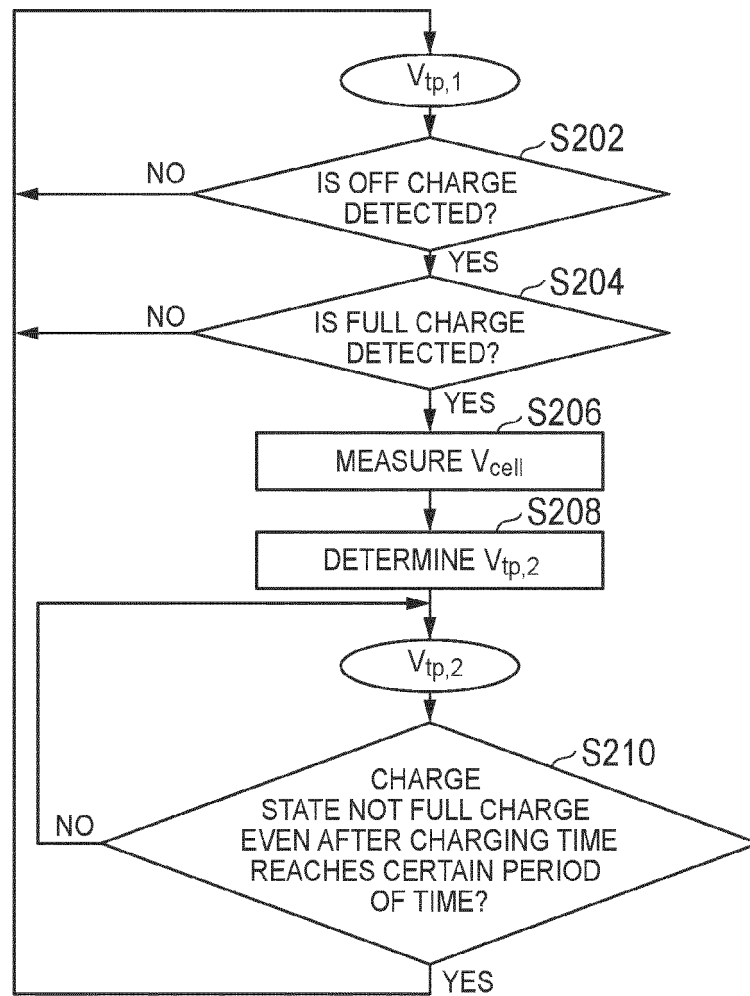 V_tp,1
S202
NO
IS OFF CHARGE
DETECTED?
YES
S204
NO
IS FULL CHARGE
DETECTED?
YES
S206
MEASURE V_cell
S208
DETERMINE V_tp,2
V_tp,2
S210
CHARGE
STATE NOT FULL CHARGE
NO
EVEN AFTER CHARGING TIME
REACHES CERTAIN PERIOD
OF TIME?
YES